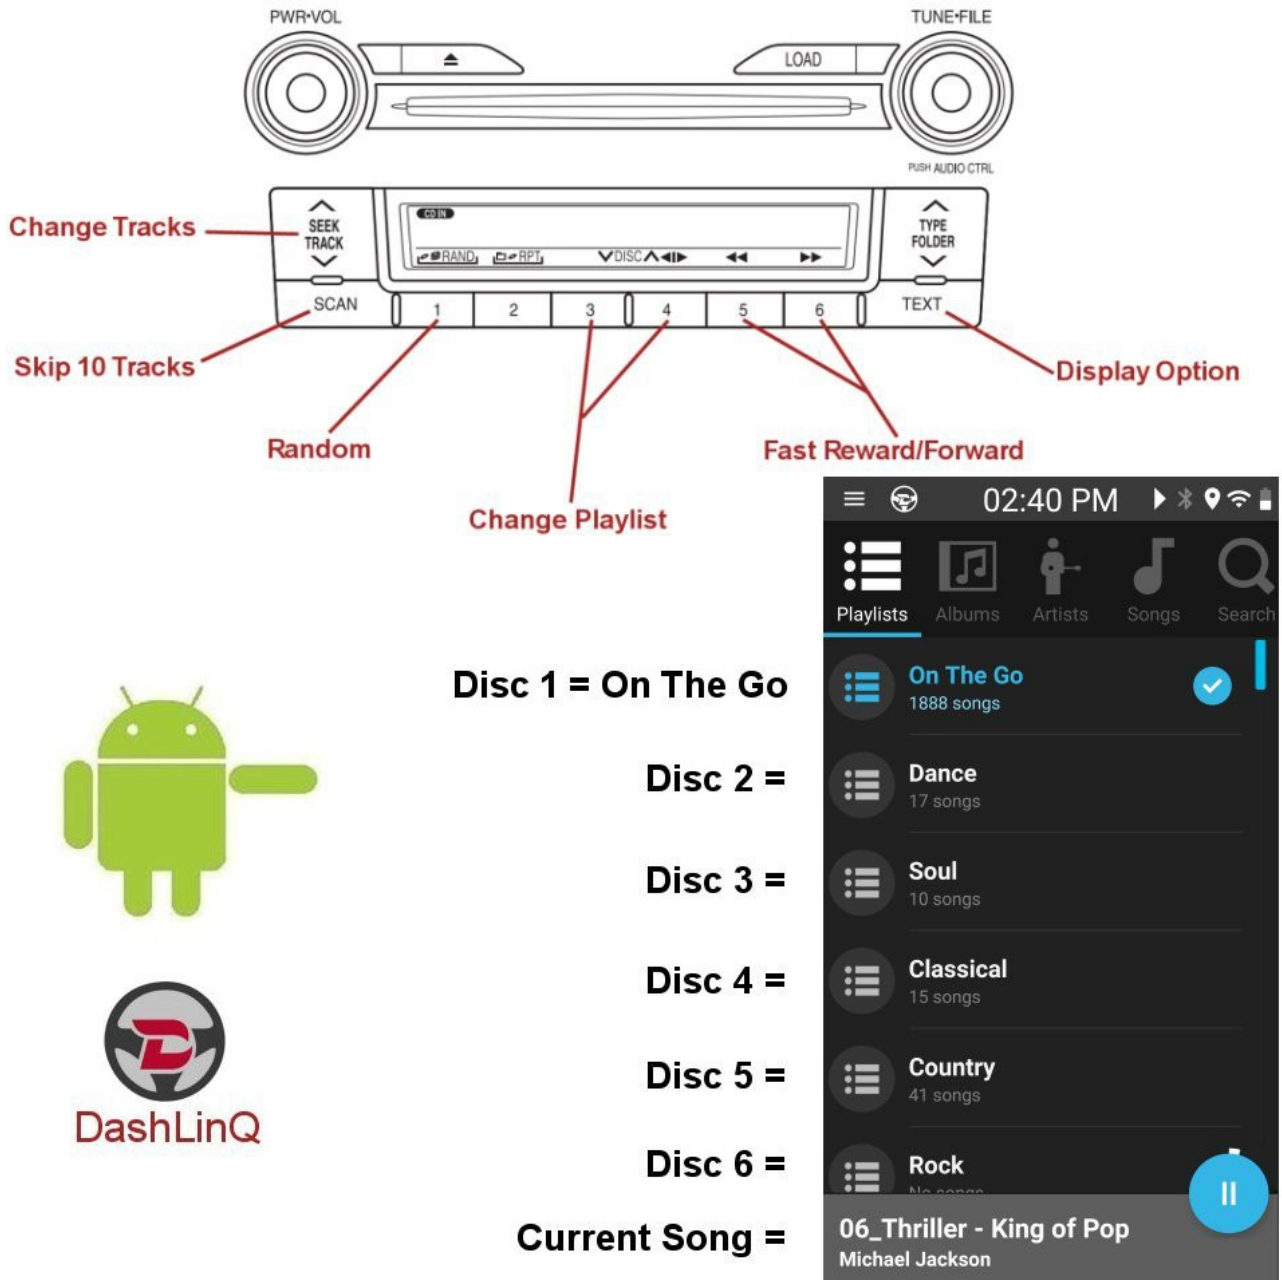 PWR•VOL
TUNE•FILE
LOAD
PUSH AUDIO CTRL
Change Tracks
SEEK
TRACK
CD IN
RAND
RPT
DISC
TYPE
FOLDER
SCAN
1
2
3
4
5
6
TEXT
Skip 10 Tracks
Display Option
Random
Fast Reward/Forward
Change Playlist
02:40 PM
Playlists
Albums
Artists
Songs
Search
Disc 1 = On The Go
On The Go
1888 songs
Disc 2 =
Dance
17 songs
Disc 3 =
Soul
10 songs
Disc 4 =
Classical
15 songs
Disc 5 =
Country
41 songs
DashLinQ
Disc 6 =
Rock
No songs
Current Song =
06_Thriller - King of Pop
Michael Jackson